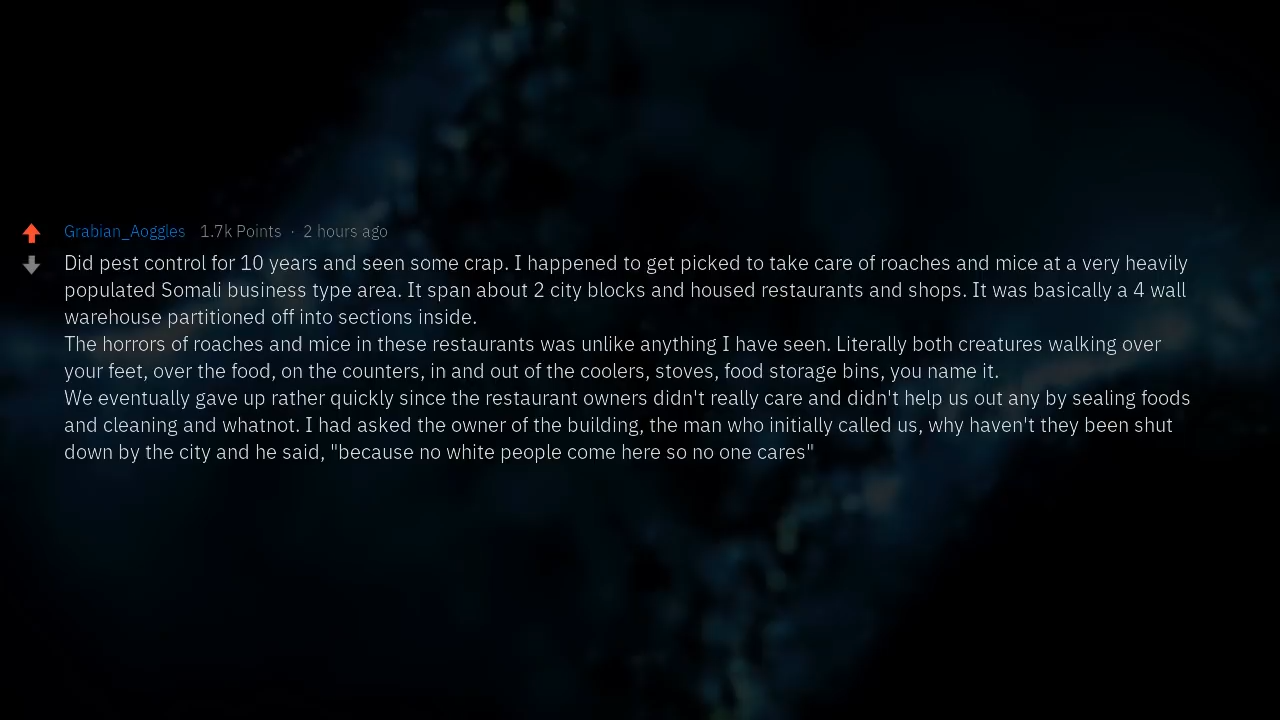 Grabian_Aoggles 1.7k Points · 2 hours ago
Did pest control for 10 years and seen some crap. I happened to get picked to take care of roaches and mice at a very heavily
populated Somali business type area. It span about 2 city blocks and housed restaurants and shops. It was basically a 4 wall
warehouse partitioned off into sections inside.
The horrors of roaches and mice in these restaurants was unlike anything I have seen. Literally both creatures walking over
your feet, over the food, on the counters, in and out of the coolers, stoves, food storage bins, you name it.
We eventually gave up rather quickly since the restaurant owners didn't really care and didn't help us out any by sealing foods
and cleaning and whatnot. I had asked the owner of the building, the man who initially called us, why haven't they been shut
down by the city and he said, "because no white people come here so no one cares"